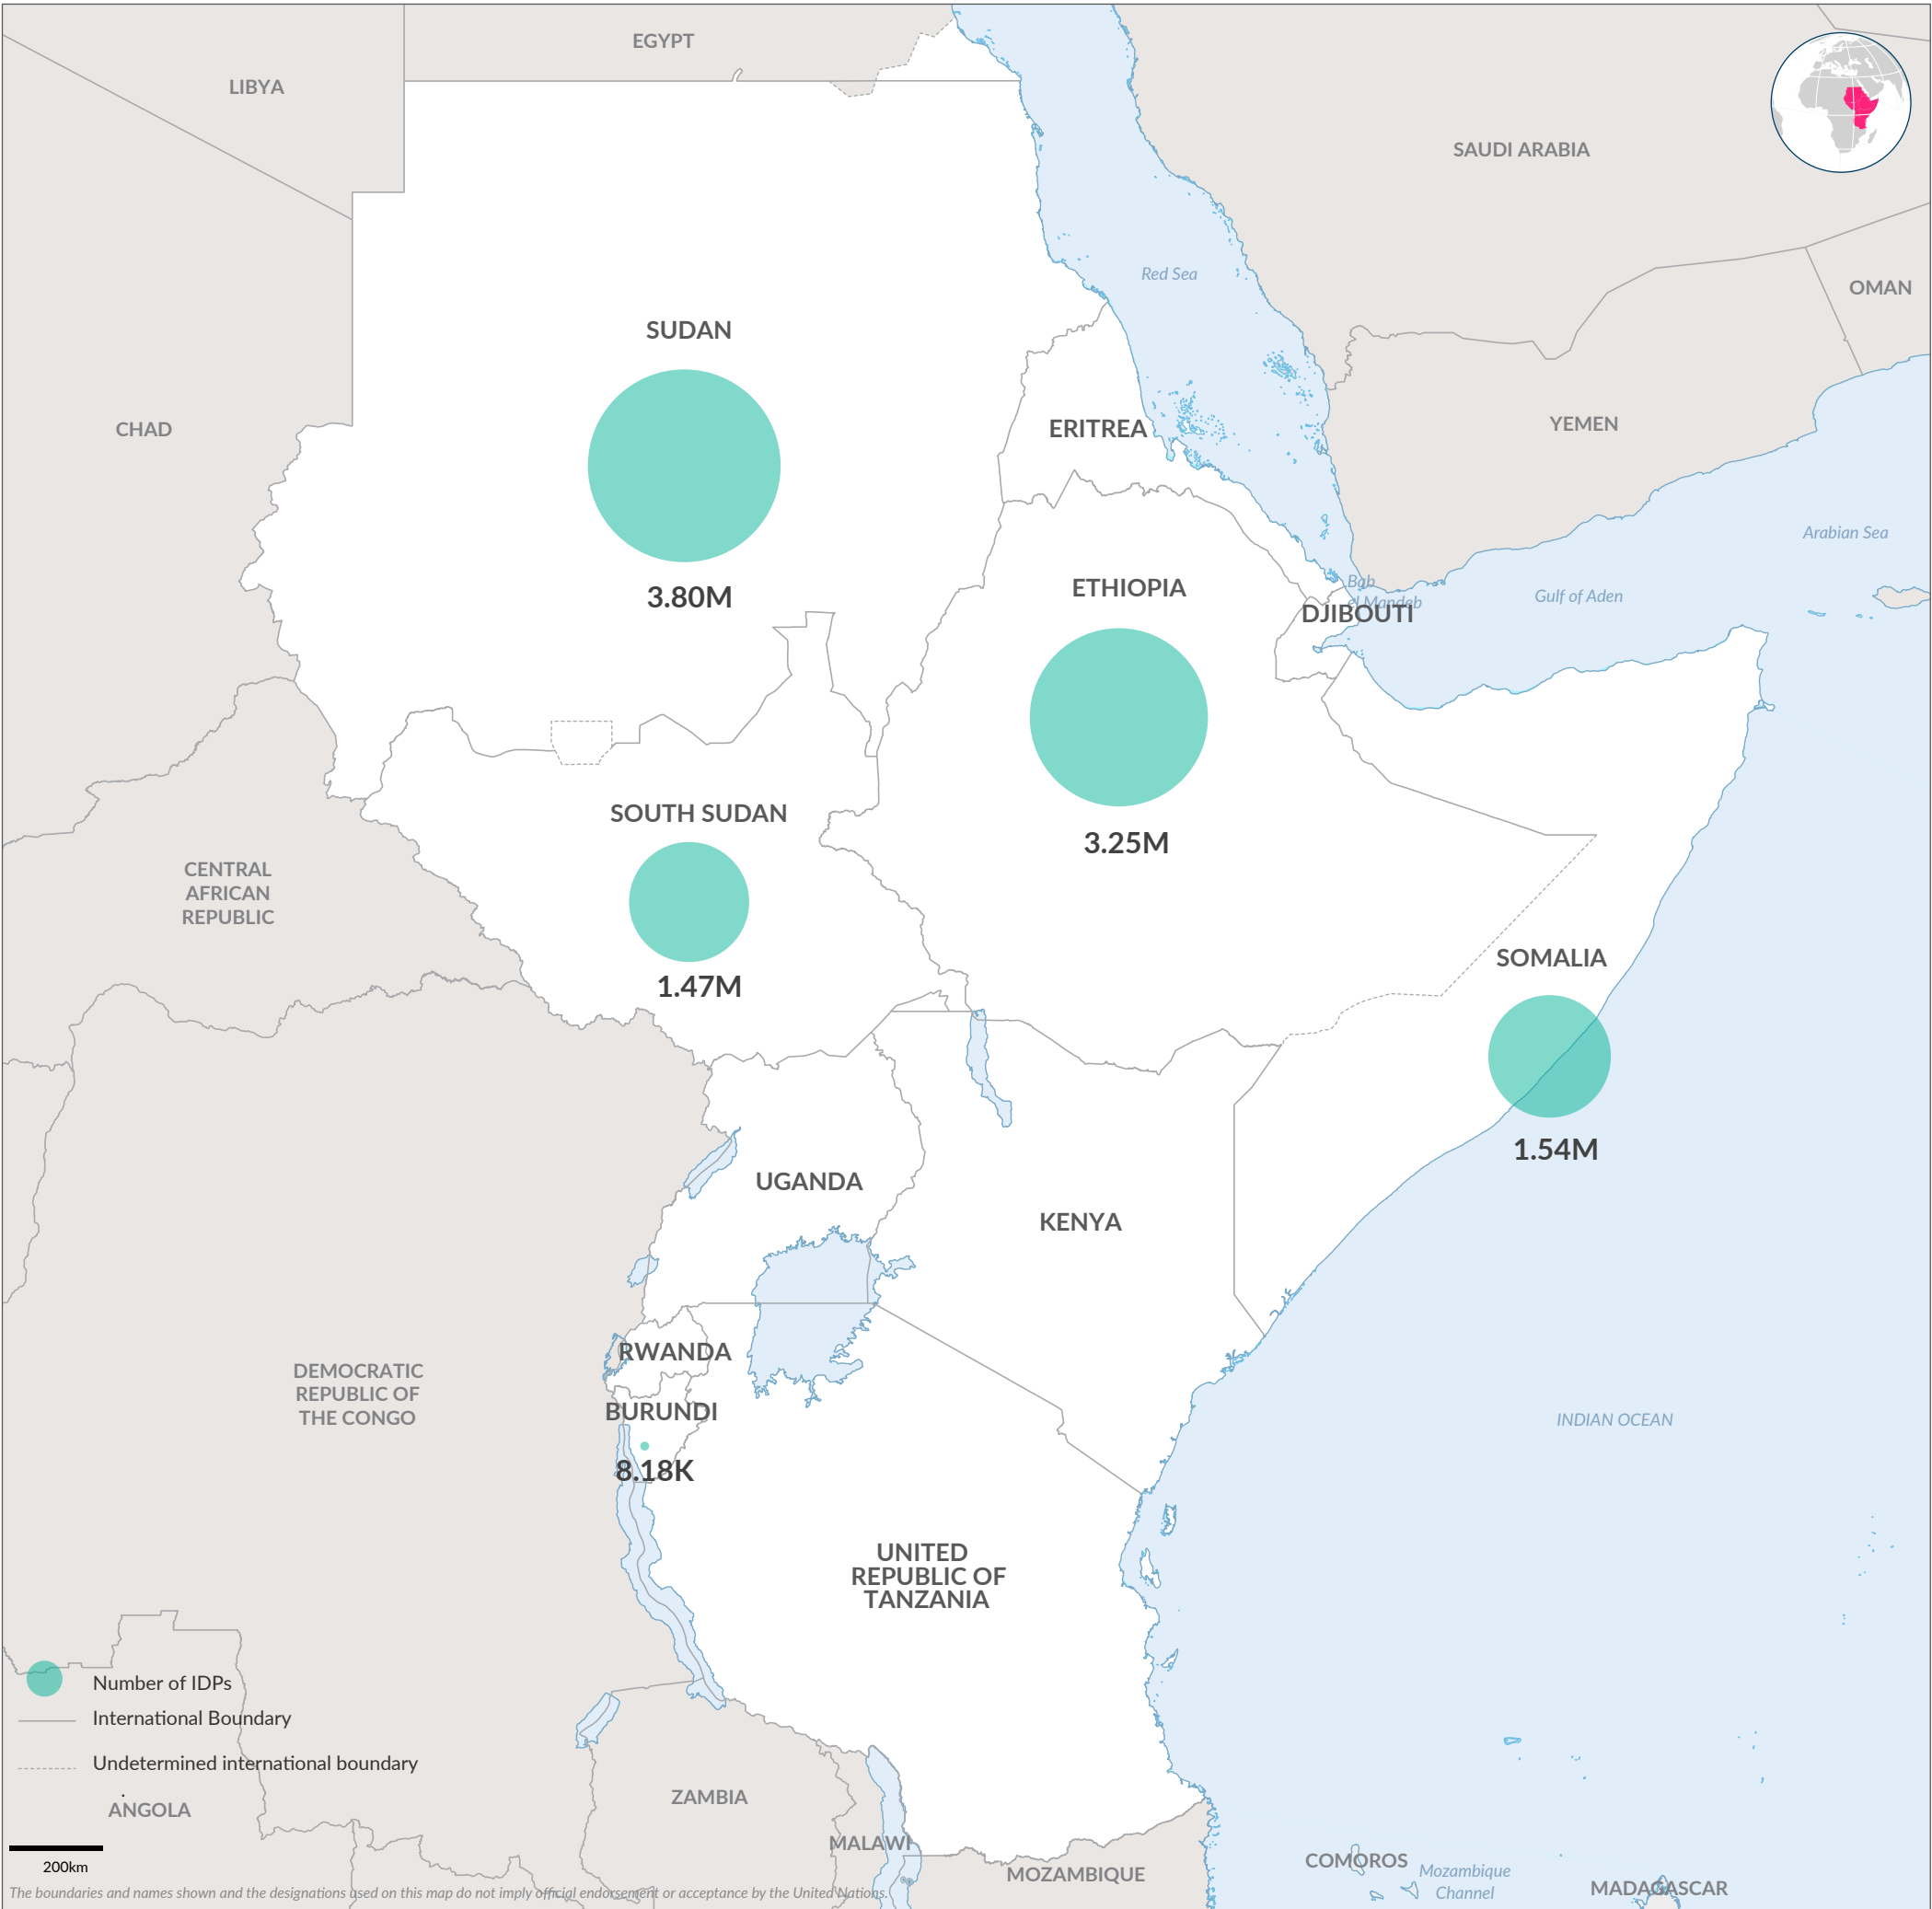 EGYPT
LIBYA
SAUDI ARABIA
Red Sea
OMAN
SUDAN
CHAD
ERITREA
YEMEN
Arabian Sea
3.80M
ETHIOPIA
Bab
el Mandeb
Gulf of Aden
DJIBOUTI
SOUTH SUDAN
3.25M
CENTRAL
AFRICAN
REPUBLIC
1.47M
SOMALIA
1.54M
UGANDA
KENYA
RWANDA
DEMOCRATIC
REPUBLIC OF
THE CONGO
BURUNDI
8.18K
INDIAN OCEAN
UNITED
REPUBLIC OF
TANZANIA
Number of IDPs
International Boundary
Undetermined international boundary
.
ANGOLA
ZAMBIA
MALAWI
200km
MOZAMBIQUE
COMOROS
Mozambique
Channel
MADAGASCAR
The boundaries and names shown and the designations used on this map do not imply official endorsement or acceptance by the United Nations.